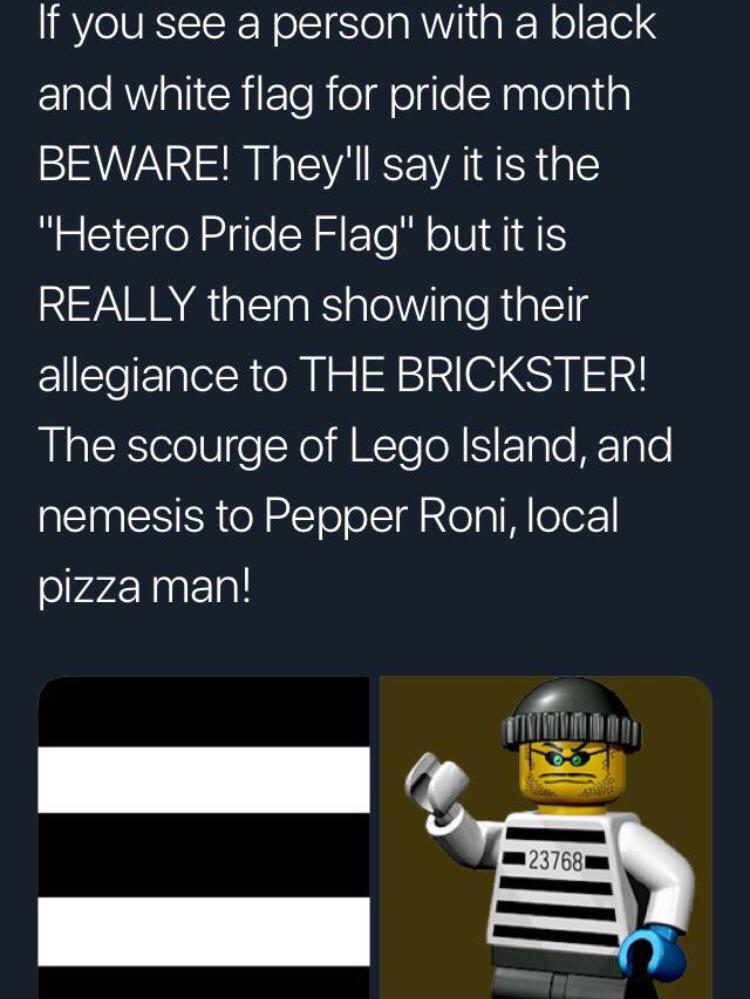 If you see a person with a black
and white flag for pride month
BEWARE! They'll say it is the
"Hetero Pride Flag" but it is
REALLY them showing their
allegiance to THE BRICKSTER!
The scourge of Lego Island, and
nemesis to Pepper Roni, local
pizza man!
23768